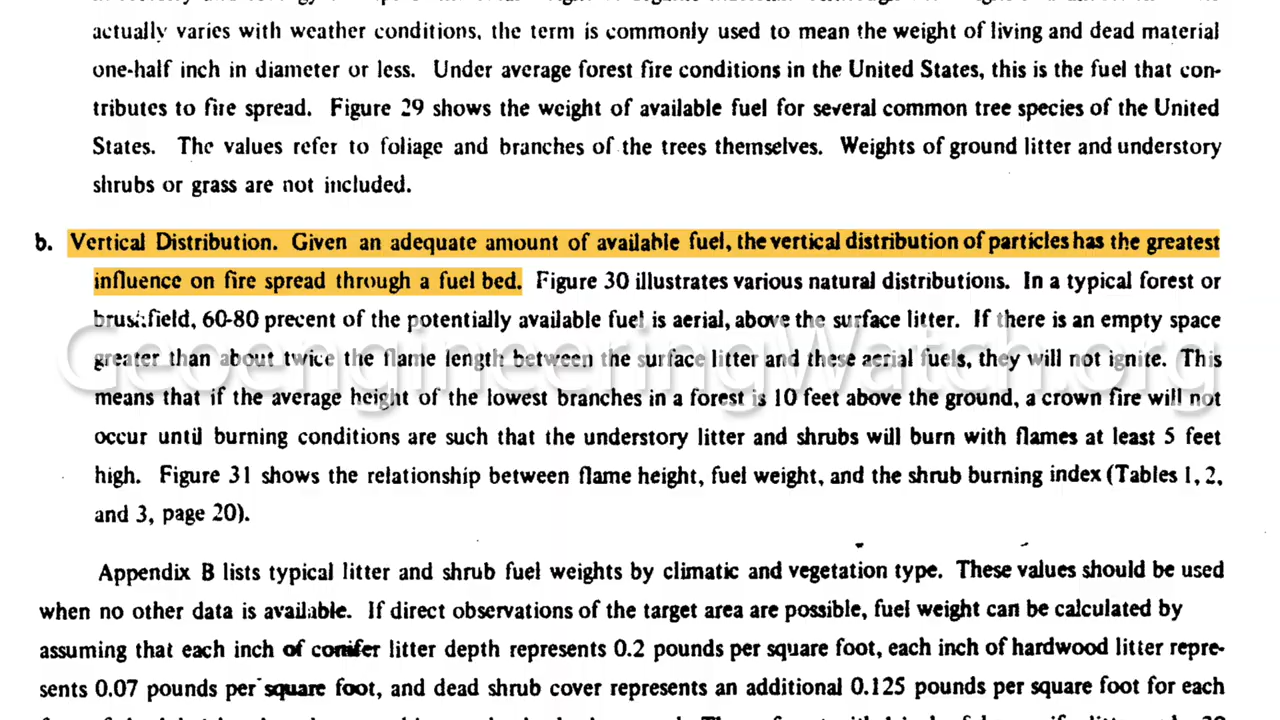 actually varies with weather conditions, the term is commonly used to mean the weight of living and dead material
one-half inch in diameter or less. Under average forest fire conditions in the United States, this is the fuel that con-
tributes to fire spread. Figure 29 shows the weight of available fuel for several common tree species of the United
States. The values refer to foliage and branches of the trees themselves. Weights of ground litter and understory
shrubs or grass are not included.
b. Vertical Distribution. Given an adequate amount of available fuel, the vertical distribution of particles has the greatest
influence on fire spread through a fuel bed. Figure 30 illustrates various natural distributions. In a typical forest or
brushfield, 60-80 precent of the potentially available fuel is aerial, above the surface litter. If there is an empty space
greater than about twice the flame length between the surface litter and these aerial fuels, they will not ignite. This
GeoengineeringWatch.org
means that if the average height of the lowest branches in a forest is 10 feet above the ground, a crown fire will not
occur until burning conditions are such that the understory litter and shrubs will burn with flames at least 5 feet
high. Figure 31 shows the relationship between flame height, fuel weight, and the shrub burning index (Tables 1, 2,
and 3, page 20).
Appendix B lists typical litter and shrub fuel weights by climatic and vegetation type. These values should be used
when no other data is available. If direct observations of the target area are possible, fuel weight can be calculated by
assuming that each inch of conifer litter depth represents 0.2 pounds per square foot, each inch of hardwood litter repre-
sents 0.07 pounds per square foot, and dead shrub cover represents an additional 0.125 pounds per square foot for each